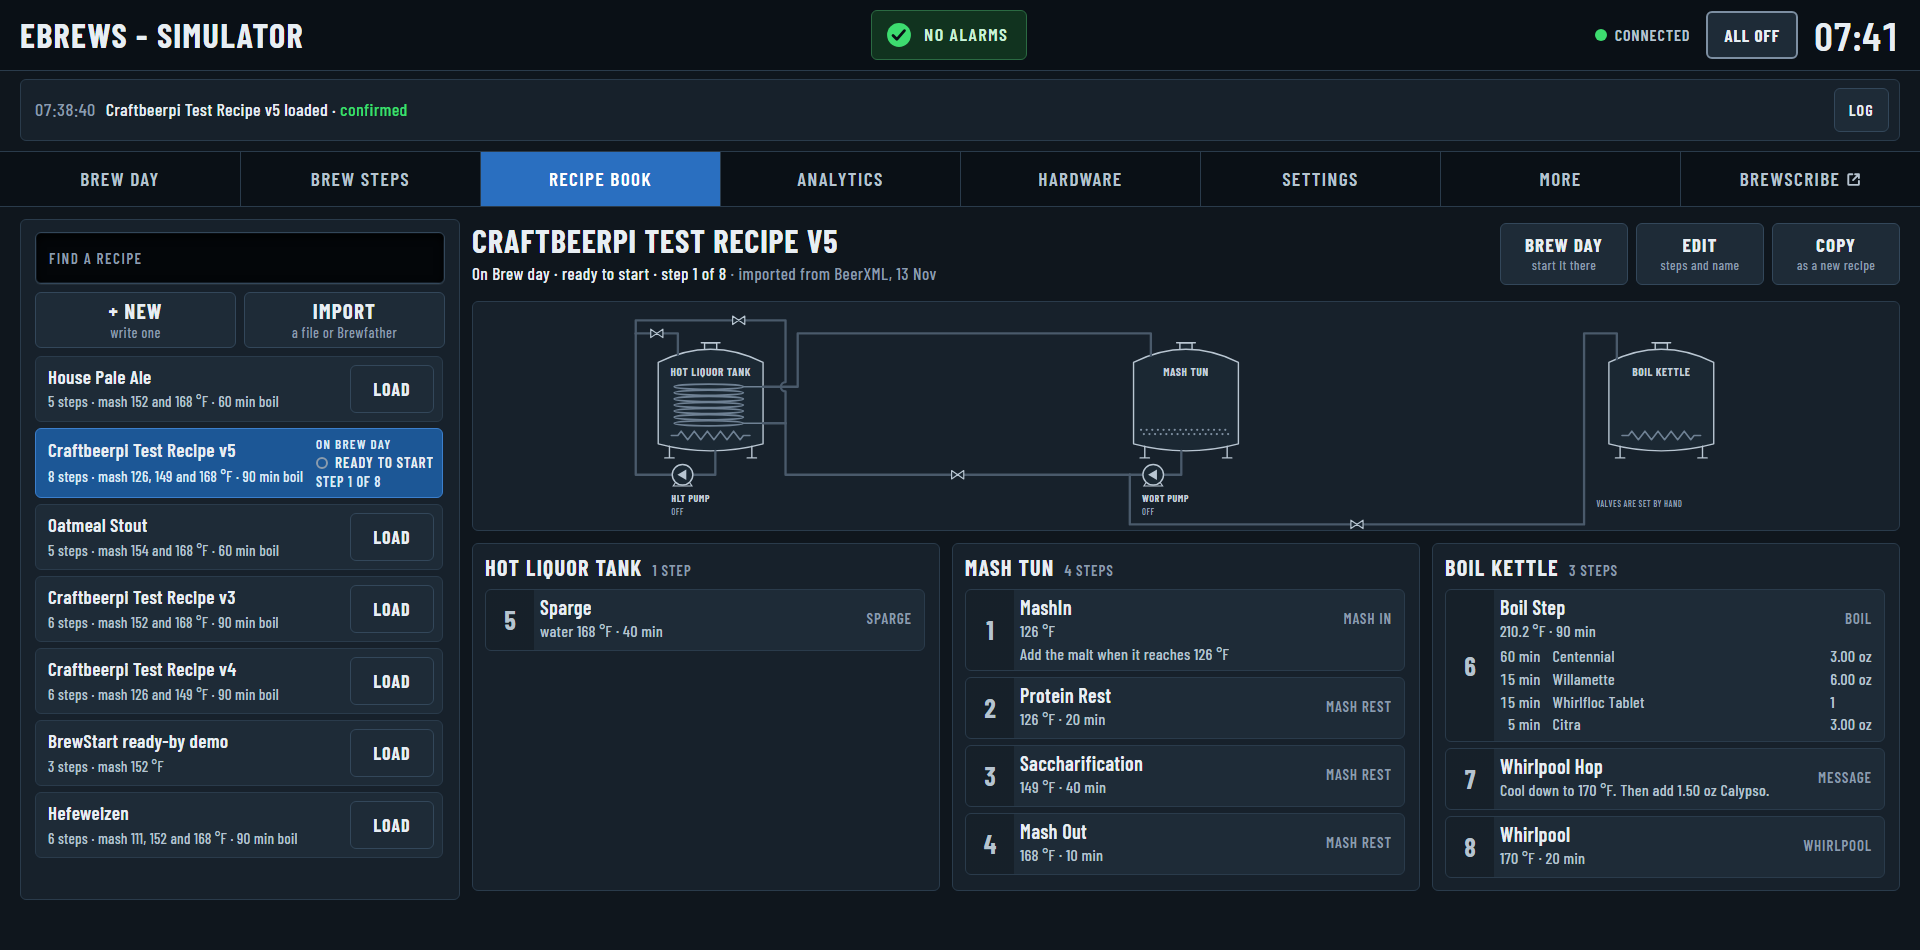 EBREWS - SIMULATOR
NO ALARMS
CONNECTED
ALL OFF
07:41
07:38:40 Craftbeerpi Test Recipe v5 loaded · confirmed
LOG
BREW DAY
BREW STEPS
RECIPE BOOK
ANALYTICS
HARDWARE
SETTINGS
MORE
BREWSCRIBE
FIND A RECIPE
+ NEW
write one
IMPORT
a file or Brewfather
House Pale Ale
5 steps · mash 152 and 168 °F · 60 min boil
LOAD
Craftbeerpi Test Recipe v5
8 steps · mash 126, 149 and 168 °F · 90 min boil
ON BREW DAY
READY TO START
STEP 1 OF 8
Oatmeal Stout
5 steps · mash 154 and 168 °F · 60 min boil
LOAD
Craftbeerpi Test Recipe v3
6 steps · mash 152 and 168 °F · 90 min boil
LOAD
Craftbeerpi Test Recipe v4
6 steps · mash 126 and 149 °F · 90 min boil
LOAD
BrewStart ready-by demo
3 steps · mash 152 °F
LOAD
Hefeweizen
6 steps · mash 111, 152 and 168 °F · 90 min boil
LOAD
CRAFTBEERPI TEST RECIPE V5
On Brew day · ready to start · step 1 of 8 · imported from BeerXML, 13 Nov
BREW DAY
start it there
EDIT
steps and name
COPY
as a new recipe
HOT LIQUOR TANK
MASH TUN
BOIL KETTLE
HLT PUMP
OFF
WORT PUMP
OFF
VALVES ARE SET BY HAND
HOT LIQUOR TANK 1 STEP
5
Sparge
water 168 °F · 40 min
SPARGE
MASH TUN 4 STEPS
1
MashIn
126 °F
Add the malt when it reaches 126 °F
MASH IN
2
Protein Rest
126 °F · 20 min
MASH REST
3
Saccharification
149 °F · 40 min
MASH REST
4
Mash Out
168 °F · 10 min
MASH REST
BOIL KETTLE 3 STEPS
6
Boil Step
210.2 °F · 90 min
BOIL
60 min Centennial 3.00 oz
15 min Willamette 6.00 oz
15 min Whirlfloc Tablet 1
5 min Citra 3.00 oz
7
Whirlpool Hop
Cool down to 170 °F. Then add 1.50 oz Calypso.
MESSAGE
8
Whirlpool
170 °F · 20 min
WHIRLPOOL